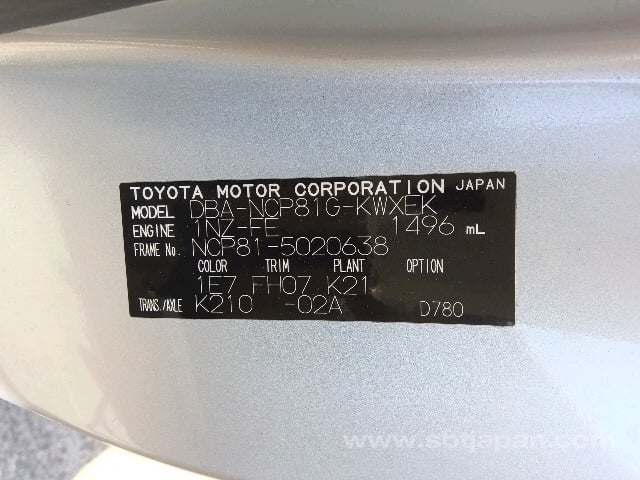 TOYOTA MOTOR CORPORATION JAPAN
MODEL DBA-NCP81G-KWXEK
ENGINE 1NZ-FE 1496 mL
FRAME No. NCP81-5020638
COLOR TRIM PLANT OPTION
1E7 FH07 K21
TRANS./AXLE K210 -02A D780
www.sbtjapan.com